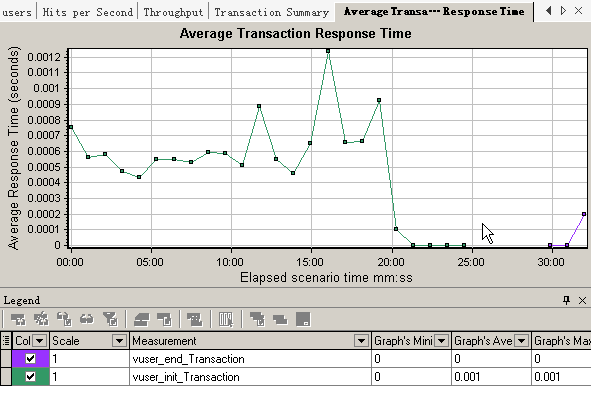 users Hits per Second Throughput Transaction Summary Average Transa··· Response Time
Average Transaction Response Time
Average Response Time (seconds)
0.0012
0.0011
0.001
0.0009
0.0008
0.0007
0.0006
0.0005
0.0004
0.0003
0.0002
0.0001
0
00:00 05:00 10:00 15:00 20:00 25:00 30:00
Elapsed scenario time mm:ss
Legend
Col Scale Measurement Graph's Mini Graph's Ave Graph's Max
1 vuser_end_Transaction 0 0 0
1 vuser_init_Transaction 0 0.001 0.001